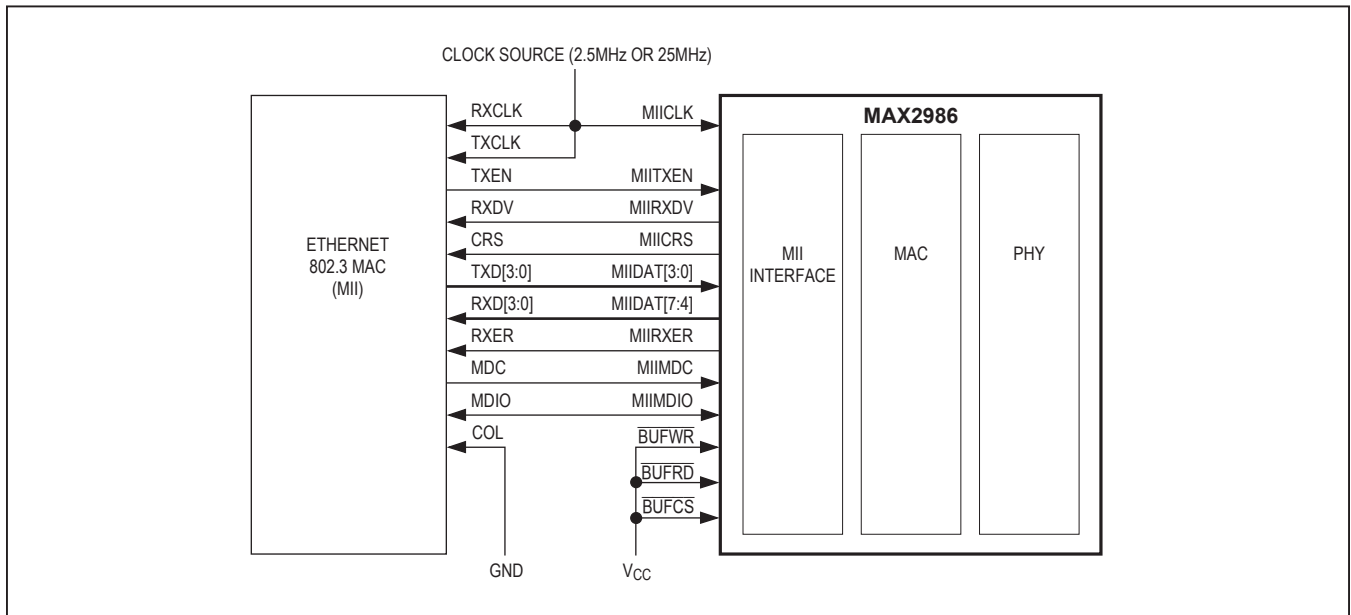 CLOCK SOURCE (2.5MHz OR 25MHz)
RXCLK MIICLK
TXCLK
TXEN MIITXEN
RXDV MIIRXDV
CRS MIICRS
TXD[3:0] MIIDAT[3:0]
RXD[3:0] MIIDAT[7:4]
RXER MIIRXER
MDC MIIMDC
MDIO MIIMDIO
COL BUFWR
BUFRD
BUFCS
GND VCC
ETHERNET
802.3 MAC
(MII)
MAX2986
MII
INTERFACE
MAC
PHY